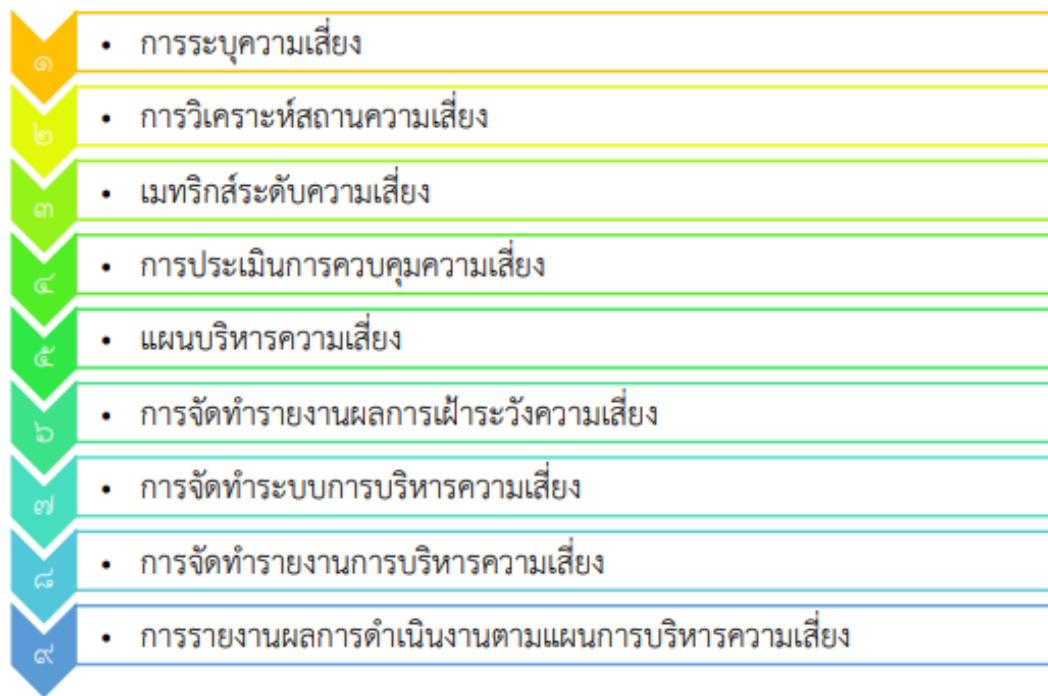 ๑ • การระบุความเสี่ยง
๒ • การวิเคราะห์สถานความเสี่ยง
๓ • เมทริกส์ระดับความเสี่ยง
๔ • การประเมินการควบคุมความเสี่ยง
๕ • แผนบริหารความเสี่ยง
๖ • การจัดทำรายงานผลการเฝ้าระวังความเสี่ยง
๗ • การจัดทำระบบการบริหารความเสี่ยง
๘ • การจัดทำรายงานการบริหารความเสี่ยง
๙ • การรายงานผลการดำเนินงานตามแผนการบริหารความเสี่ยง